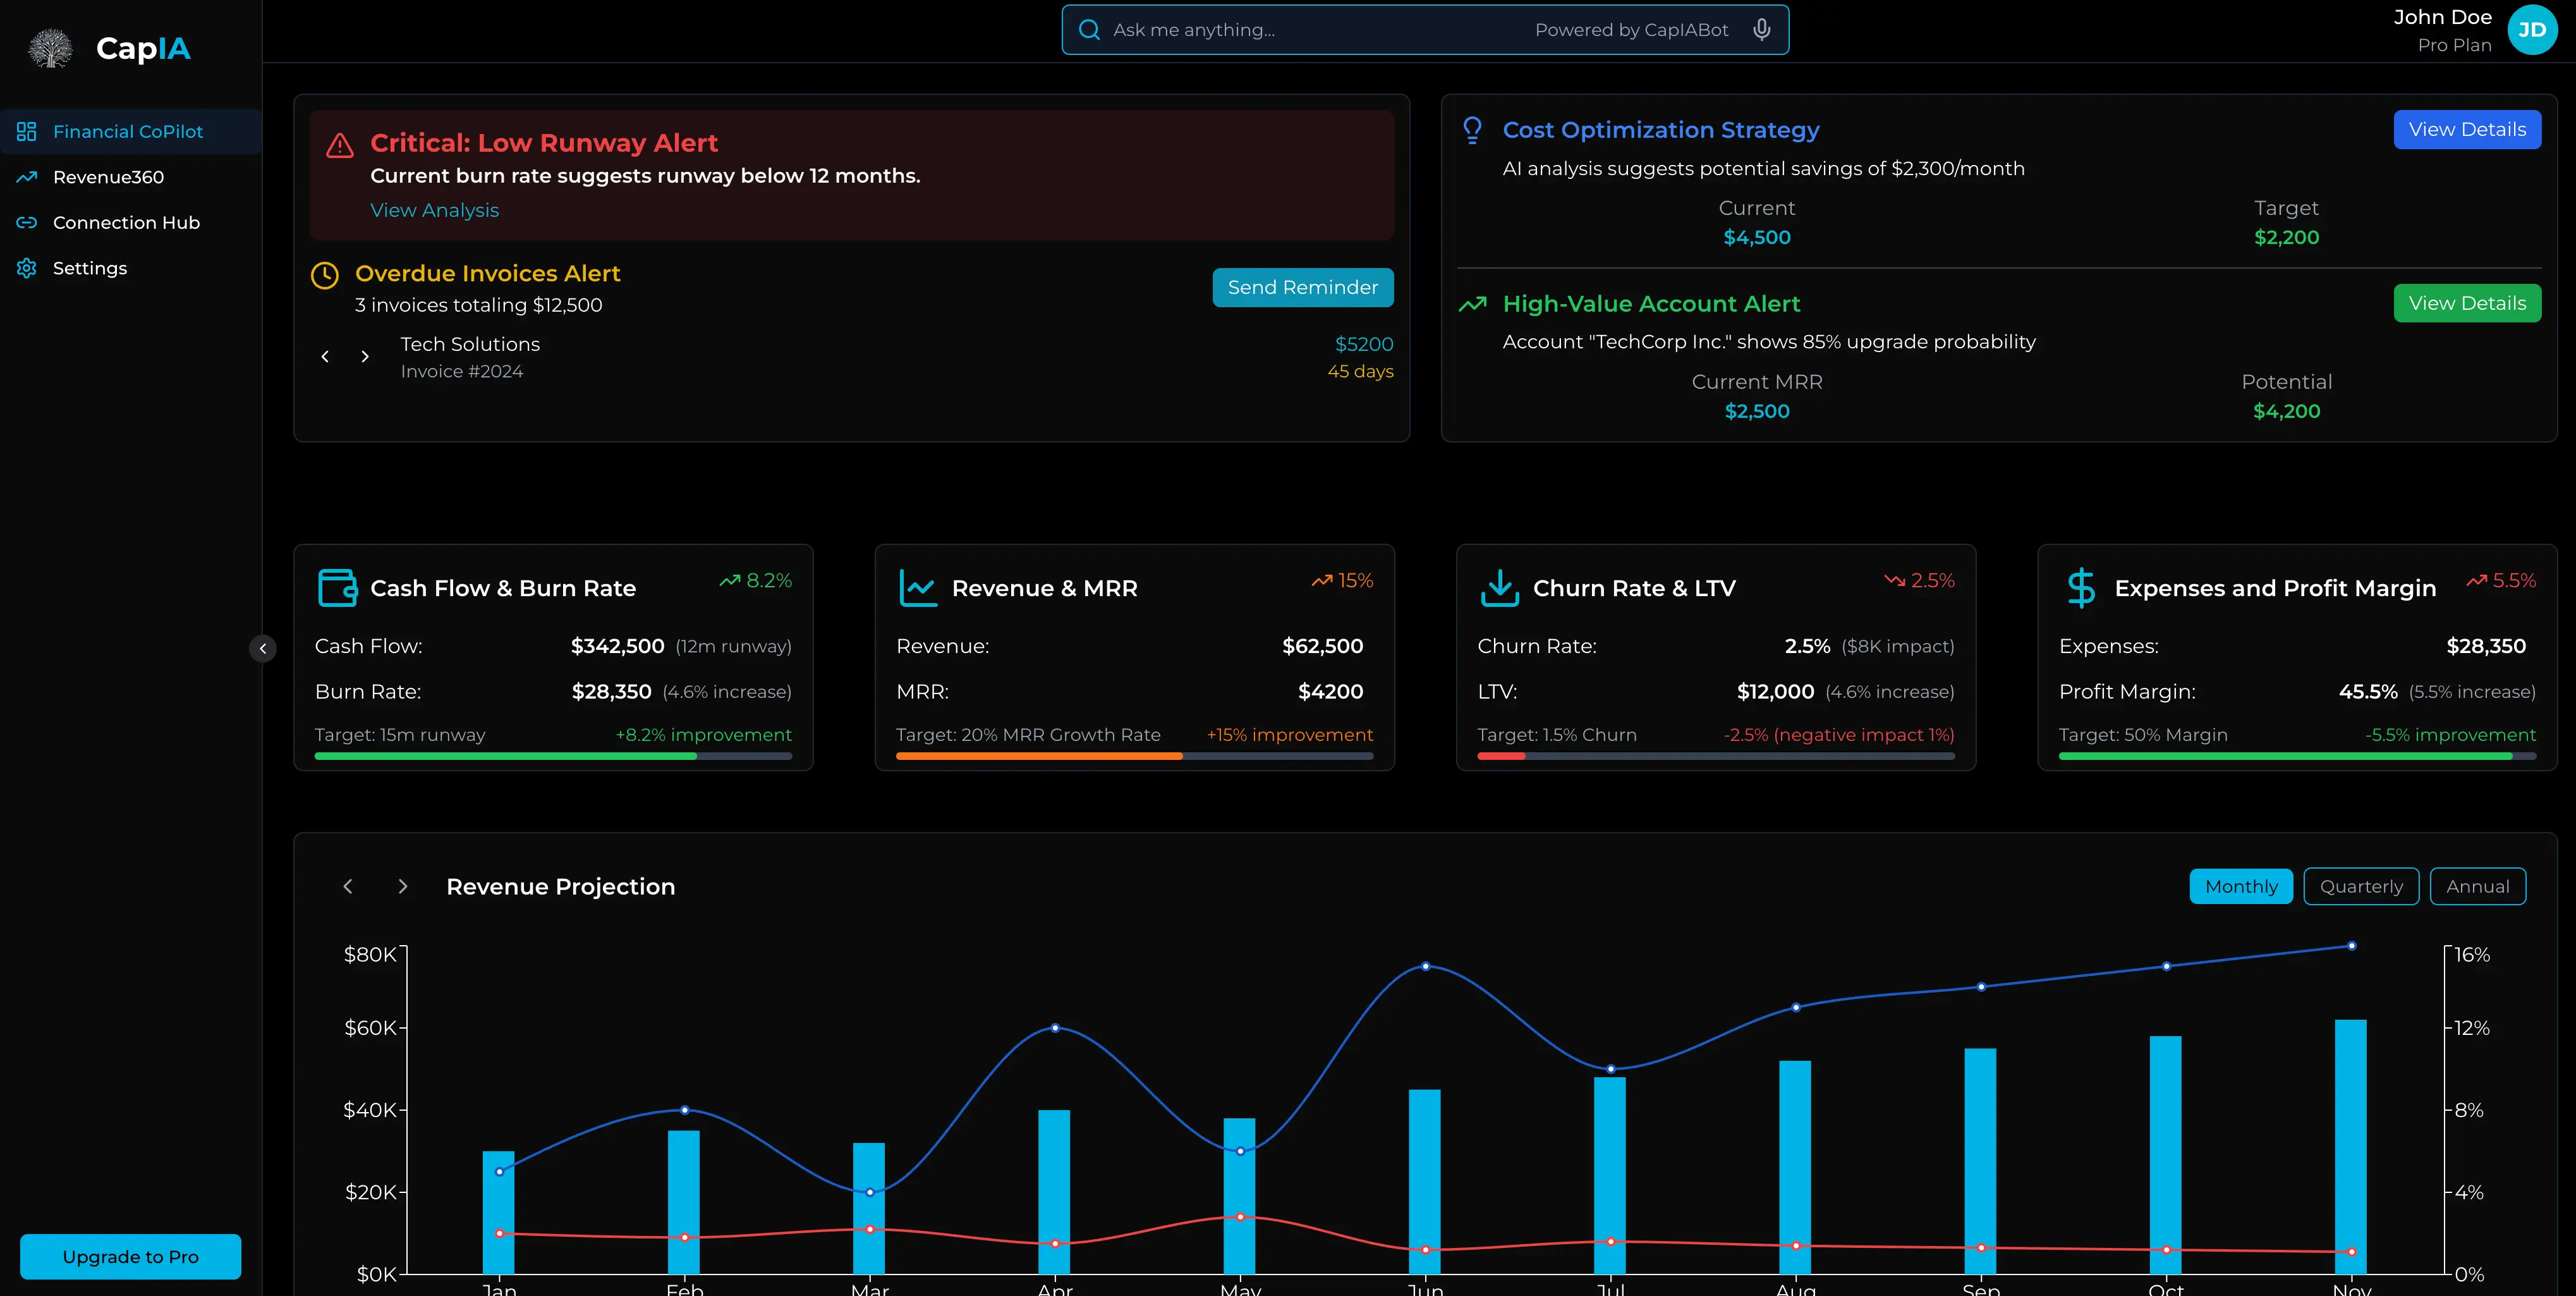 CapIA
Ask me anything...
Powered by CapIABot
John Doe
Pro Plan
JD
Financial CoPilot
Revenue360
Connection Hub
Settings
Upgrade to Pro
Critical: Low Runway Alert
Current burn rate suggests runway below 12 months.
View Analysis
Overdue Invoices Alert
3 invoices totaling $12,500
Send Reminder
Tech Solutions
$5200
Invoice #2024
45 days
Cost Optimization Strategy
View Details
AI analysis suggests potential savings of $2,300/month
Current
Target
$4,500
$2,200
High-Value Account Alert
View Details
Account "TechCorp Inc." shows 85% upgrade probability
Current MRR
Potential
$2,500
$4,200
Cash Flow & Burn Rate
8.2%
Cash Flow:
$342,500 (12m runway)
Burn Rate:
$28,350 (4.6% increase)
Target: 15m runway
+8.2% improvement
Revenue & MRR
15%
Revenue:
$62,500
MRR:
$4200
Target: 20% MRR Growth Rate
+15% improvement
Churn Rate & LTV
2.5%
Churn Rate:
2.5% ($8K impact)
LTV:
$12,000 (4.6% increase)
Target: 1.5% Churn
-2.5% (negative impact 1%)
Expenses and Profit Margin
5.5%
Expenses:
$28,350
Profit Margin:
45.5% (5.5% increase)
Target: 50% Margin
-5.5% improvement
Revenue Projection
Monthly
Quarterly
Annual
$80K
$60K
$40K
$20K
$0K
16%
12%
8%
4%
0%
Jan
Feb
Mar
Apr
May
Jun
Jul
Aug
Sep
Oct
Nov